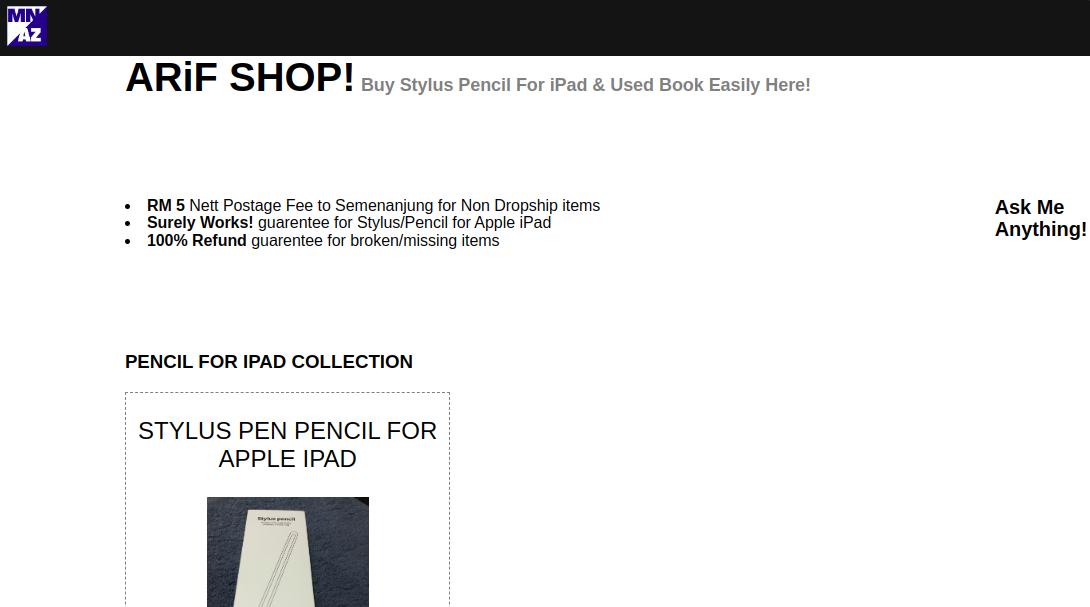 MN
AZ
ARiF SHOP! Buy Stylus Pencil For iPad & Used Book Easily Here!
• RM 5 Nett Postage Fee to Semenanjung for Non Dropship items
• Surely Works! guarentee for Stylus/Pencil for Apple iPad
• 100% Refund guarentee for broken/missing items
Ask Me
Anything!
PENCIL FOR IPAD COLLECTION
STYLUS PEN PENCIL FOR
APPLE IPAD
Stylus pencil